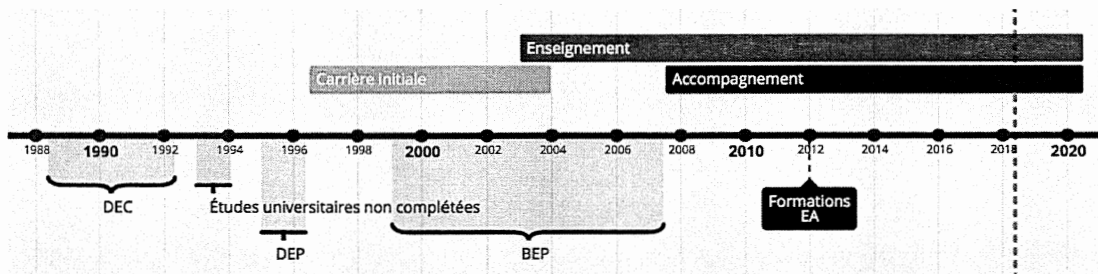 Enseignement
Carrière Initiale
Accompagnement
1988 1990 1992 1994 1996 1998 2000 2002 2004 2006 2008 2010 2012 2014 2016 2018 2020
DEC
Études universitaires non complétées
Formations
EA
DEP
BEP